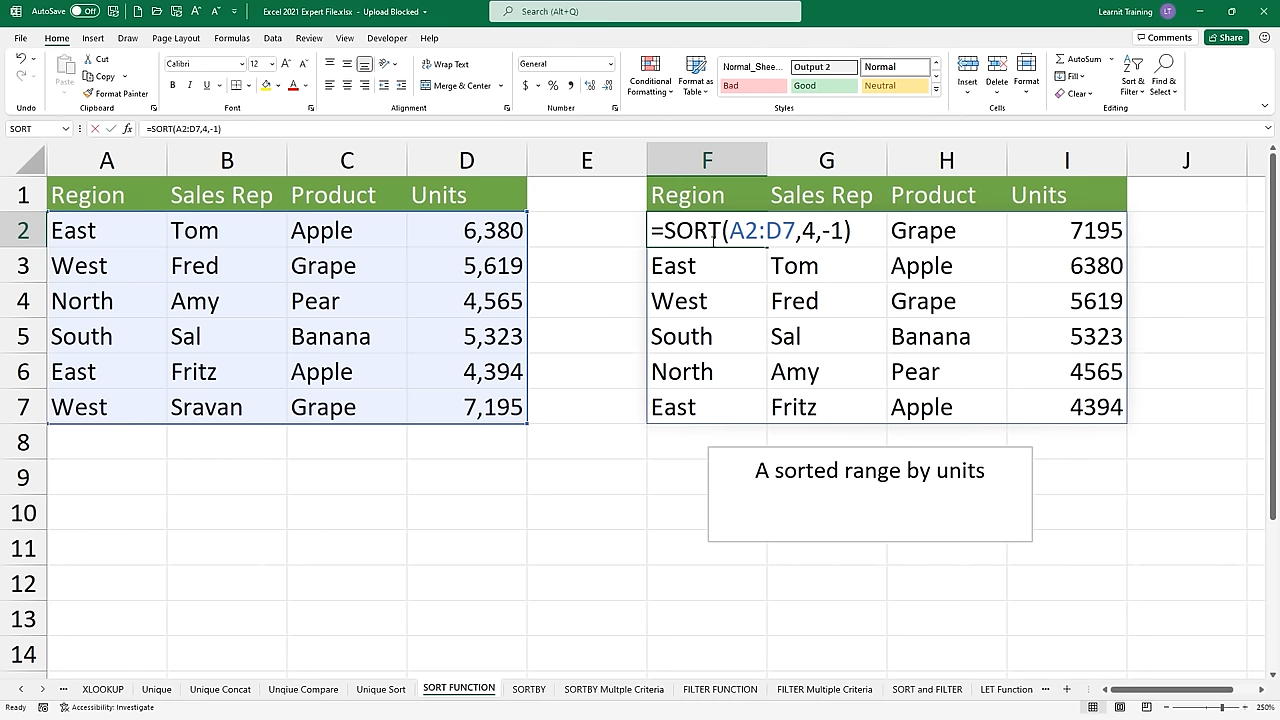 AutoSave Off Excel 2021 Expert File.xlsx - Upload Blocked Search (Alt+Q) Learnit Training LT
File Home Insert Draw Page Layout Formulas Data Review View Developer Help Comments Share
Undo
Paste
Cut
Copy
Format Painter
Clipboard
Calibri 12
B I U
Font
Wrap Text
Merge & Center
Alignment
General
$ % ,
Number
Conditional Formatting
Format as Table
Normal_Shee... Output 2 Normal
Bad Good Neutral
Styles
Insert Delete Format
Cells
AutoSum
Fill
Clear
Sort & Filter
Find & Select
Editing
SORT fx =SORT(A2:D7,4,-1)
A B C D E F G H I J
1 Region Sales Rep Product Units Region Sales Rep Product Units
2 East Tom Apple 6,380 =SORT(A2:D7,4,-1) Grape 7195
3 West Fred Grape 5,619 East Tom Apple 6380
4 North Amy Pear 4,565 West Fred Grape 5619
5 South Sal Banana 5,323 South Sal Banana 5323
6 East Fritz Apple 4,394 North Amy Pear 4565
7 West Sravan Grape 7,195 East Fritz Apple 4394
8
A sorted range by units
9
10
11
12
13
14
... XLOOKUP Unique Unique Concat Unqiue Compare Unique Sort SORT FUNCTION SORTBY SORTBY Multple Criteria FILTER FUNCTION FILTER Multiple Criteria SORT and FILTER LET Function ...
Ready Accessibility: Investigate 250%